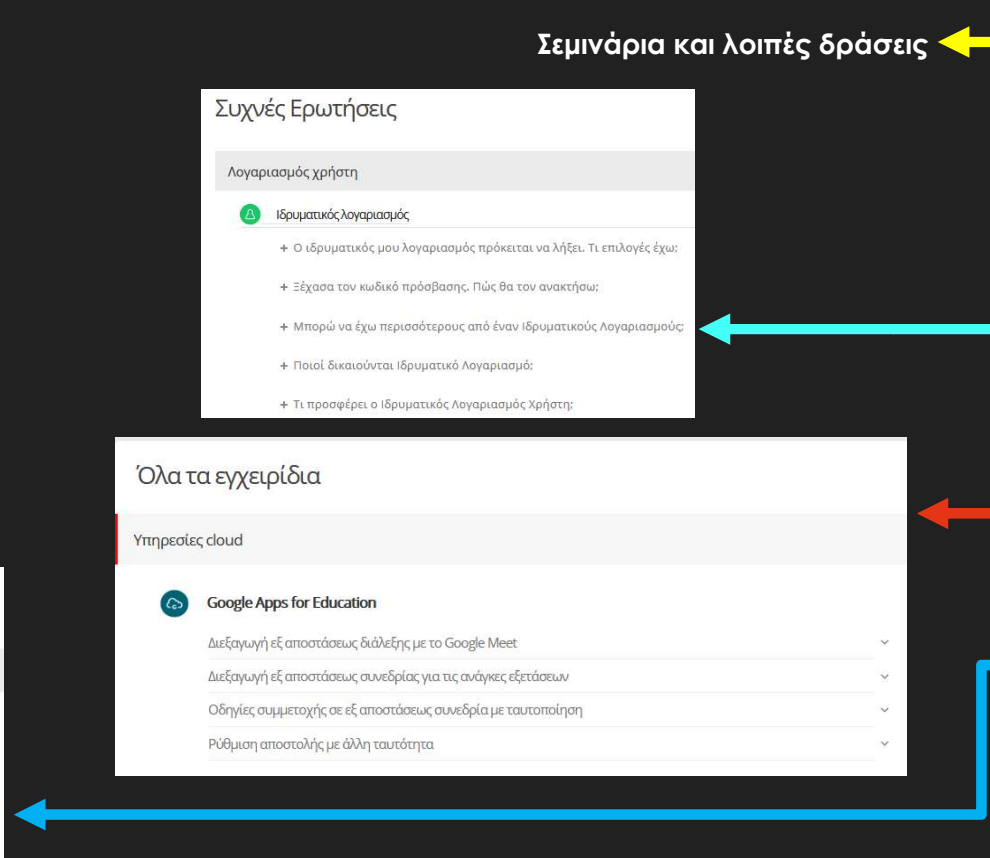 Σεμινάρια και λοιπές δράσεις
Συχνές Ερωτήσεις
Λογαριασμός χρήστη
Ιδρυματικός λογαριασμός
+ Ο ιδρυματικός μου λογαριασμός πρόκειται να λήξει. Τι επιλογές έχω;
+ Ξέχασα τον κωδικό πρόσβασης. Πώς θα τον ανακτήσω;
+ Μπορώ να έχω περισσότερους από έναν Ιδρυματικούς Λογαριασμούς;
+ Ποιοί δικαιούνται Ιδρυματικό Λογαριασμό;
+ Τι προσφέρει ο Ιδρυματικός Λογαριασμός Χρήστη;
Όλα τα εγχειρίδια
Υπηρεσίες cloud
Google Apps for Education
Διεξαγωγή εξ αποστάσεως διάλεξης με το Google Meet
Διεξαγωγή εξ αποστάσεως συνεδρίας για τις ανάγκες εξετάσεων
Οδηγίες συμμετοχής σε εξ αποστάσεως συνεδρία με ταυτοποίηση
Ρύθμιση αποστολής με άλλη ταυτότητα